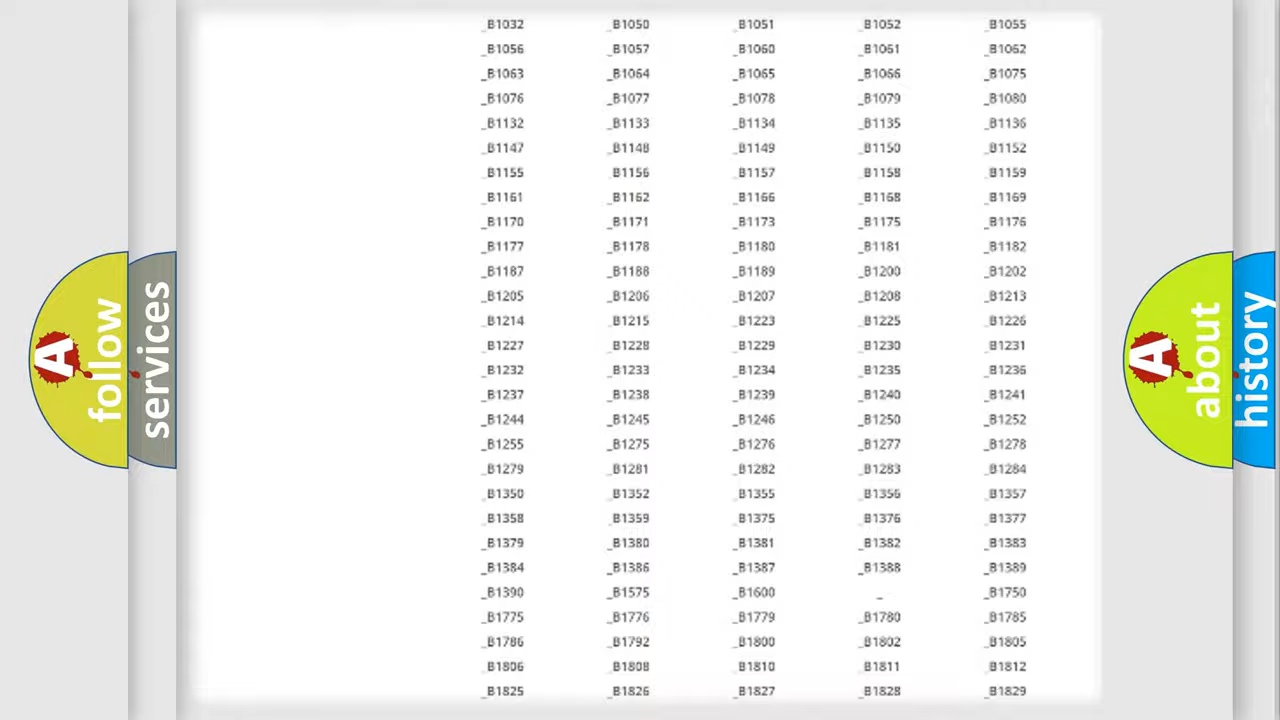 _B1032 _B1050 _B1051 _B1052 _B1055
_B1056 _B1057 _B1060 _B1061 _B1062
_B1063 _B1064 _B1065 _B1066 _B1075
_B1076 _B1077 _B1078 _B1079 _B1080
_B1132 _B1133 _B1134 _B1135 _B1136
_B1147 _B1148 _B1149 _B1150 _B1152
_B1155 _B1156 _B1157 _B1158 _B1159
_B1161 _B1162 _B1166 _B1168 _B1169
_B1170 _B1171 _B1173 _B1175 _B1176
_B1177 _B1178 _B1180 _B1181 _B1182
_B1187 _B1188 _B1189 _B1200 _B1202
_B1205 _B1206 _B1207 _B1208 _B1213
_B1214 _B1215 _B1223 _B1225 _B1226
_B1227 _B1228 _B1229 _B1230 _B1231
_B1232 _B1233 _B1234 _B1235 _B1236
_B1237 _B1238 _B1239 _B1240 _B1241
_B1244 _B1245 _B1246 _B1250 _B1252
_B1255 _B1275 _B1276 _B1277 _B1278
_B1279 _B1281 _B1282 _B1283 _B1284
_B1350 _B1352 _B1355 _B1356 _B1357
_B1358 _B1359 _B1375 _B1376 _B1377
_B1379 _B1380 _B1381 _B1382 _B1383
_B1384 _B1386 _B1387 _B1388 _B1389
_B1390 _B1575 _B1600 _ _B1750
_B1775 _B1776 _B1779 _B1780 _B1785
_B1786 _B1792 _B1800 _B1802 _B1805
_B1806 _B1808 _B1810 _B1811 _B1812
_B1825 _B1826 _B1827 _B1828 _B1829
A
follow
services
A
about
history